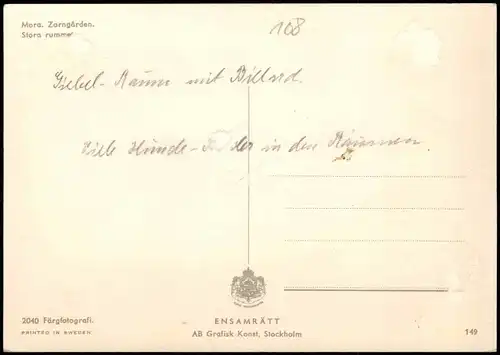 Mora. Zorngården.
Stora rummet
108
Giebel-Raum mit Billard.
Viele Hunde- in den Räumen.
2040 Färgfotografi.
PRINTED IN SWEDEN
ENSAMRÄTT
AB Grafisk Konst, Stockholm
149